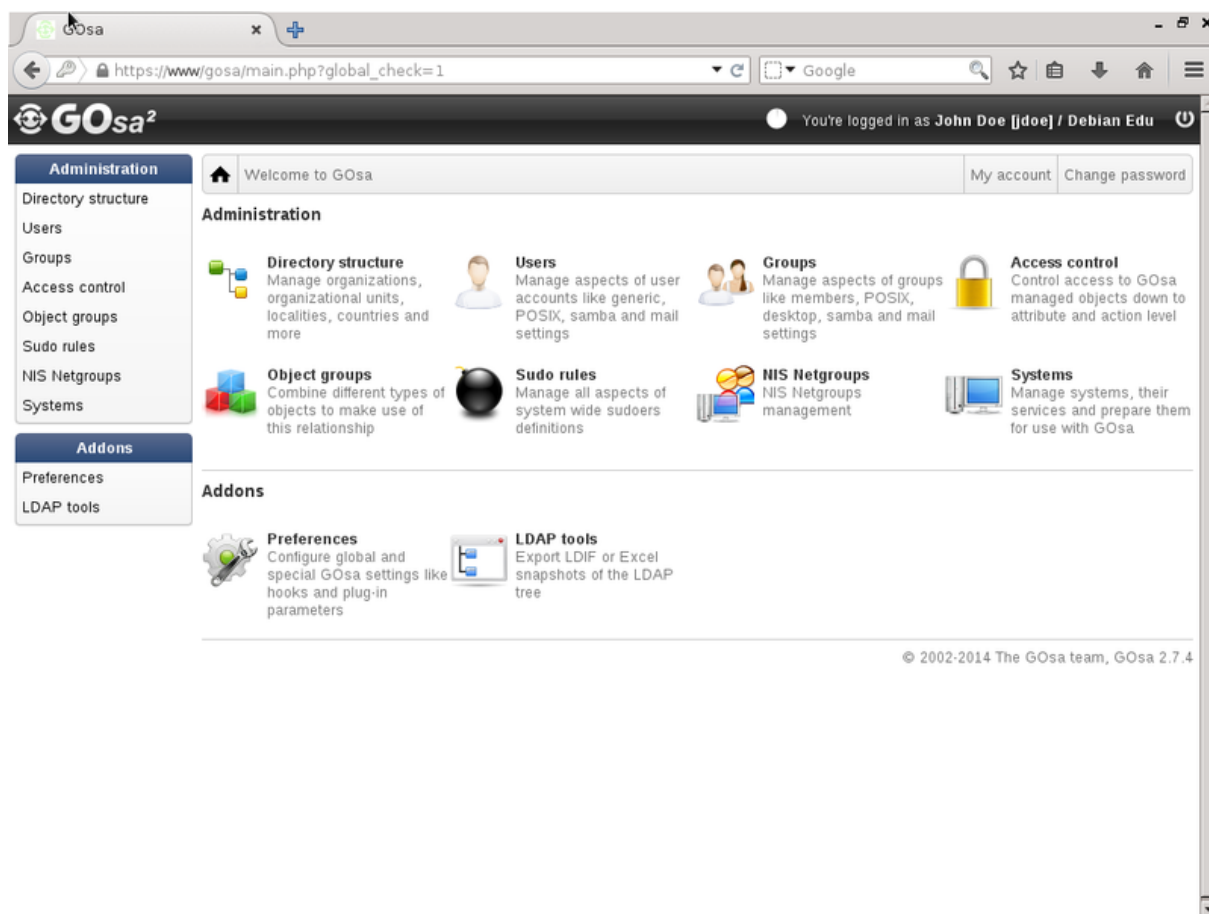 GOsa
https://www/gosa/main.php?global_check=1
Google
GOsa²
You're logged in as John Doe [jdoe] / Debian Edu
Administration
Directory structure
Users
Groups
Access control
Object groups
Sudo rules
NIS Netgroups
Systems
Addons
Preferences
LDAP tools
Welcome to GOsa
My account
Change password
Administration
Directory structure
Manage organizations,
organizational units,
localities, countries and
more
Users
Manage aspects of user
accounts like generic,
POSIX, samba and mail
settings
Groups
Manage aspects of groups
like members, POSIX,
desktop, samba and mail
settings
Access control
Control access to GOsa
managed objects down to
attribute and action level
Object groups
Combine different types of
objects to make use of
this relationship
Sudo rules
Manage all aspects of
system wide sudoers
definitions
NIS Netgroups
NIS Netgroups
management
Systems
Manage systems, their
services and prepare them
for use with GOsa
Addons
Preferences
Configure global and
special GOsa settings like
hooks and plug-in
parameters
LDAP tools
Export LDIF or Excel
snapshots of the LDAP
tree
© 2002-2014 The GOsa team, GOsa 2.7.4